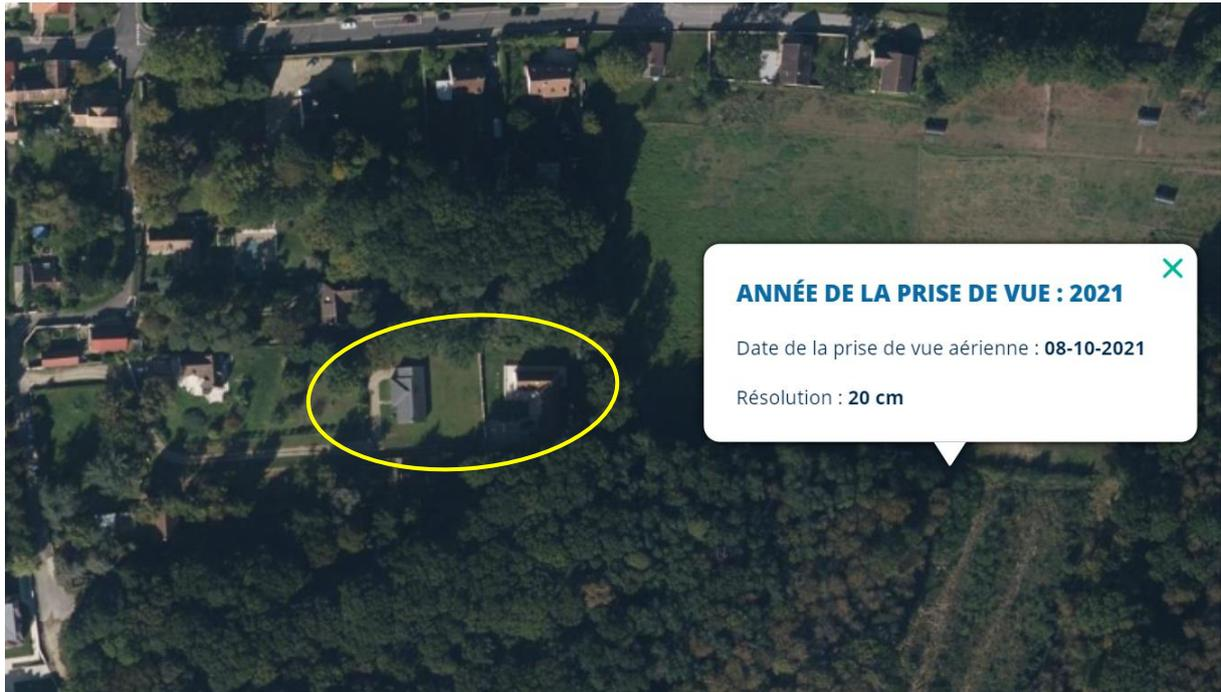 ANNÉE DE LA PRISE DE VUE : 2021
Date de la prise de vue aérienne : 08-10-2021
Résolution : 20 cm